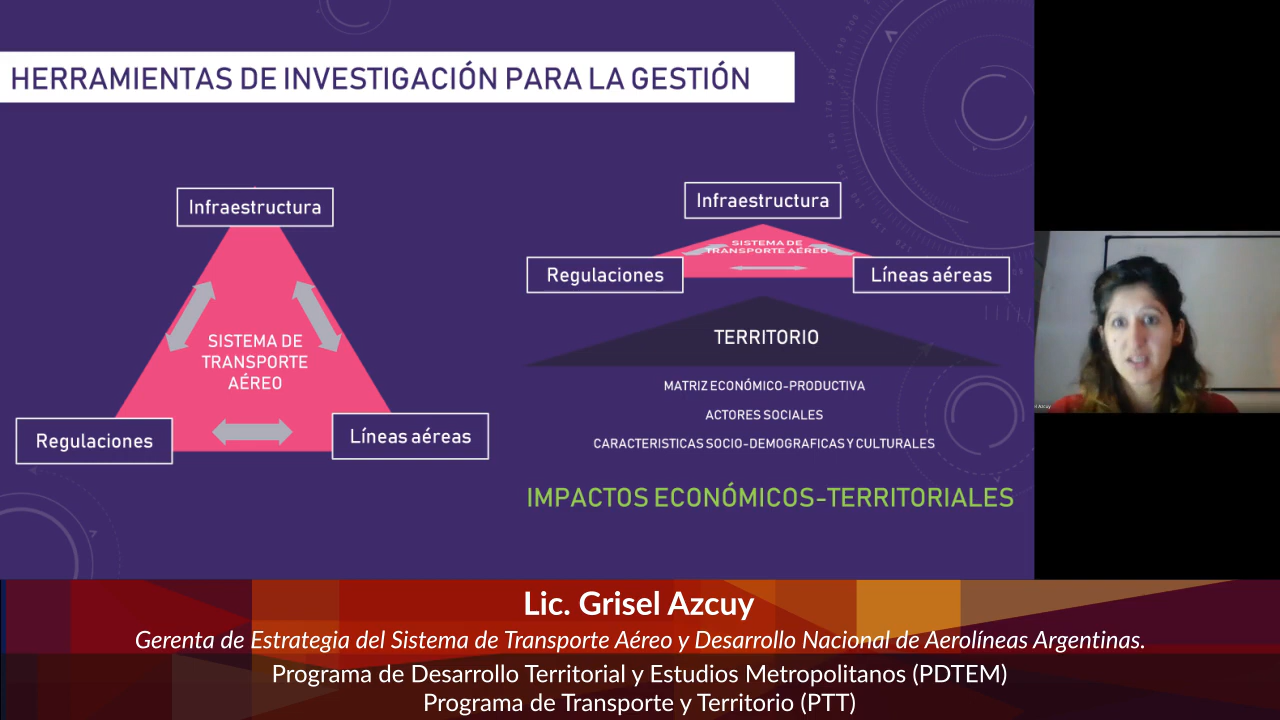 HERRAMIENTAS DE INVESTIGACIÓN PARA LA GESTIÓN
Infraestructura
SISTEMA DE
TRANSPORTE
AÉREO
Regulaciones
Líneas aéreas
Infraestructura
SISTEMA DE
TRANSPORTE AÉREO
Regulaciones
Líneas aéreas
TERRITORIO
MATRIZ ECONÓMICO-PRODUCTIVA
ACTORES SOCIALES
CARACTERISTICAS SOCIO-DEMOGRAFICAS Y CULTURALES
IMPACTOS ECONÓMICOS-TERRITORIALES
Azcuy
Lic. Grisel Azcuy
Gerenta de Estrategia del Sistema de Transporte Aéreo y Desarrollo Nacional de Aerolíneas Argentinas.
Programa de Desarrollo Territorial y Estudios Metropolitanos (PDTEM)
Programa de Transporte y Territorio (PTT)